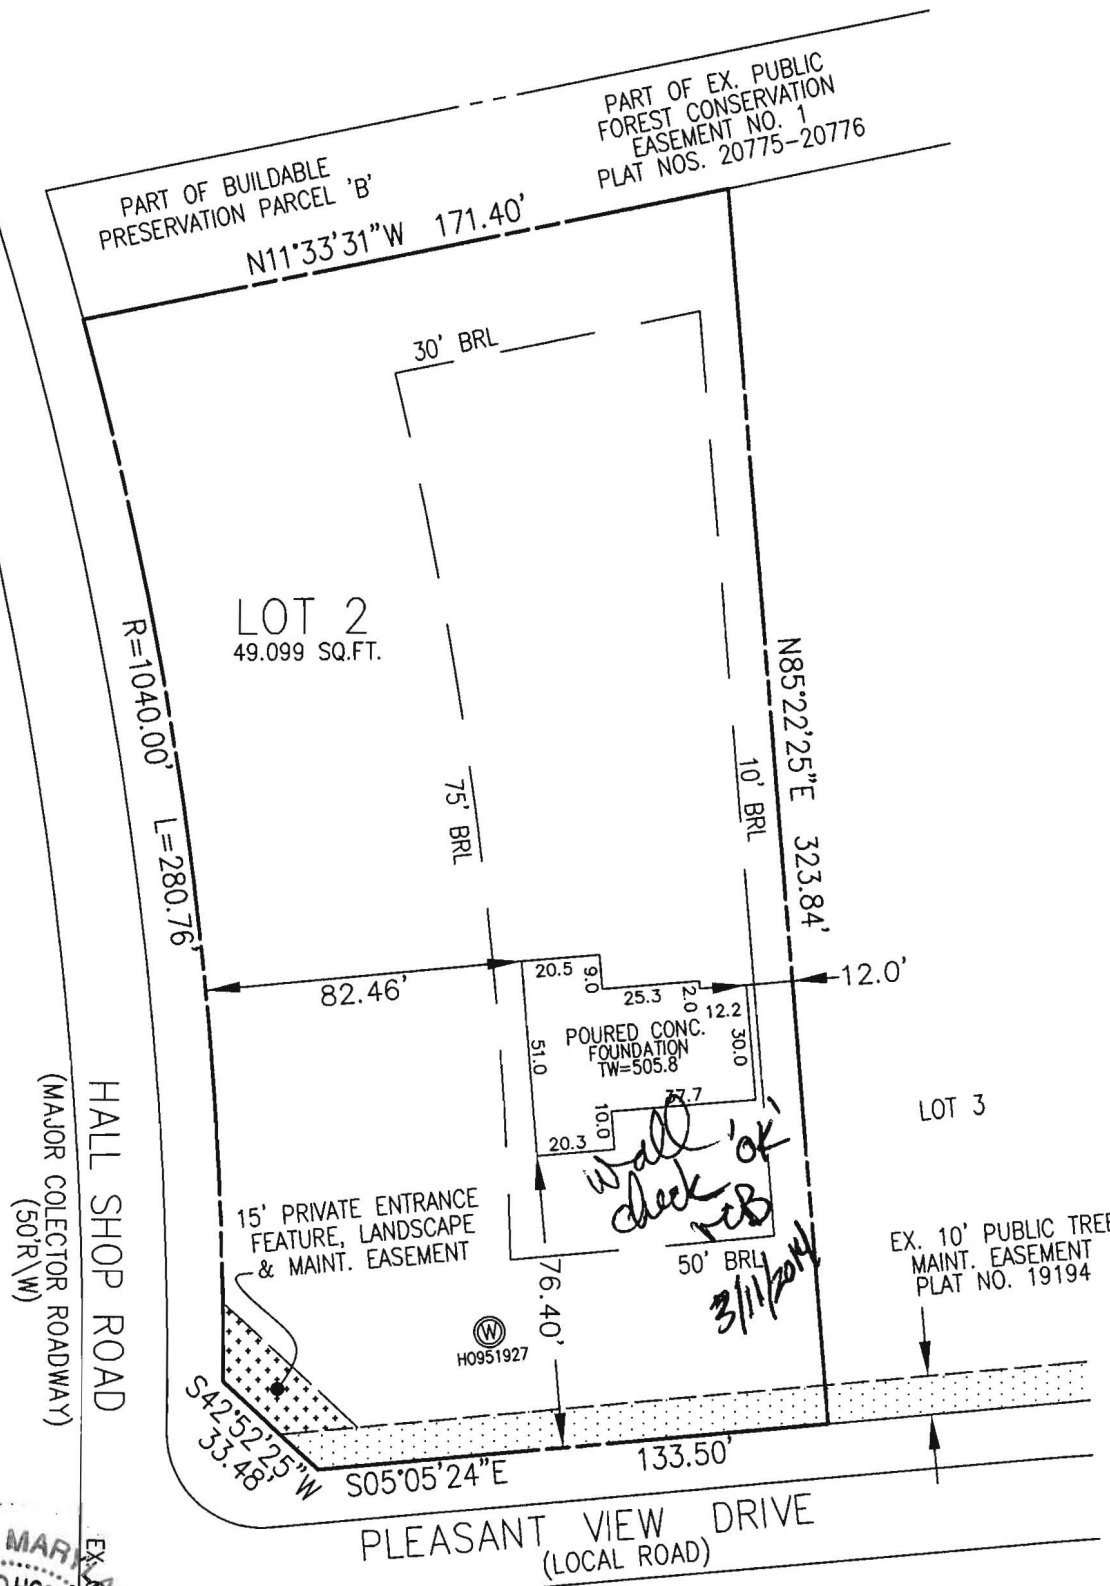 PART OF EX. PUBLIC
FOREST CONSERVATION
EASEMENT NO. 1
PLAT NOS. 20775-20776
PART OF BUILDABLE
PRESERVATION PARCEL 'B'
N11°33'31"W 171.40'
30' BRL
LOT 2
49.099 SQ.FT.
R=1040.00' L=280.76'
N85°22'25"E 323.84'
75' BRL
10' BRL
82.46'
12.0'
20.5
9.0
25.3
2.0
12.2
51.0
POURED CONC.
FOUNDATION
TW=505.8
30.0
37.7
10.0
20.3
Wall 'OK'
check
3/11/2014
LOT 3
HALL SHOP ROAD
(MAJOR COLECTOR ROADWAY)
(50'R\W)
15' PRIVATE ENTRANCE
FEATURE, LANDSCAPE
& MAINT. EASEMENT
50' BRL
76.40'
W
HO951927
EX. 10' PUBLIC TREE
MAINT. EASEMENT
PLAT NO. 19194
S42°52'25"W
33.48'
S05°05'24"E 133.50'
PLEASANT VIEW DRIVE
(LOCAL ROAD)
EX.